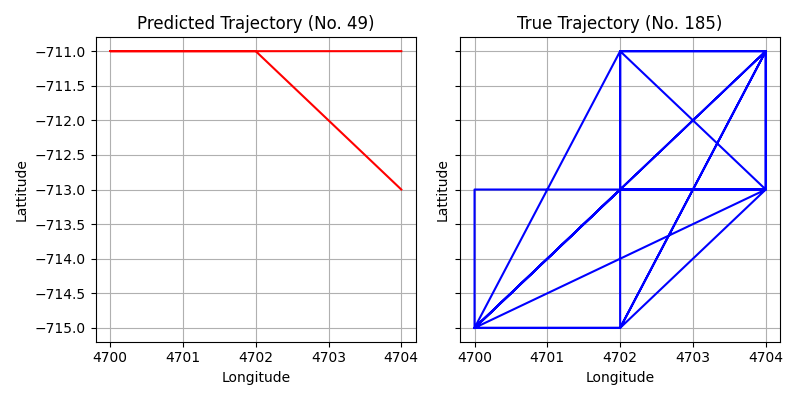 Predicted Trajectory (No. 49)
True Trajectory (No. 185)
−711.0
−711.5
−712.0
−712.5
−713.0
−713.5
−714.0
−714.5
−715.0
Lattitude
Lattitude
4700 4701 4702 4703 4704
4700 4701 4702 4703 4704
Longitude
Longitude